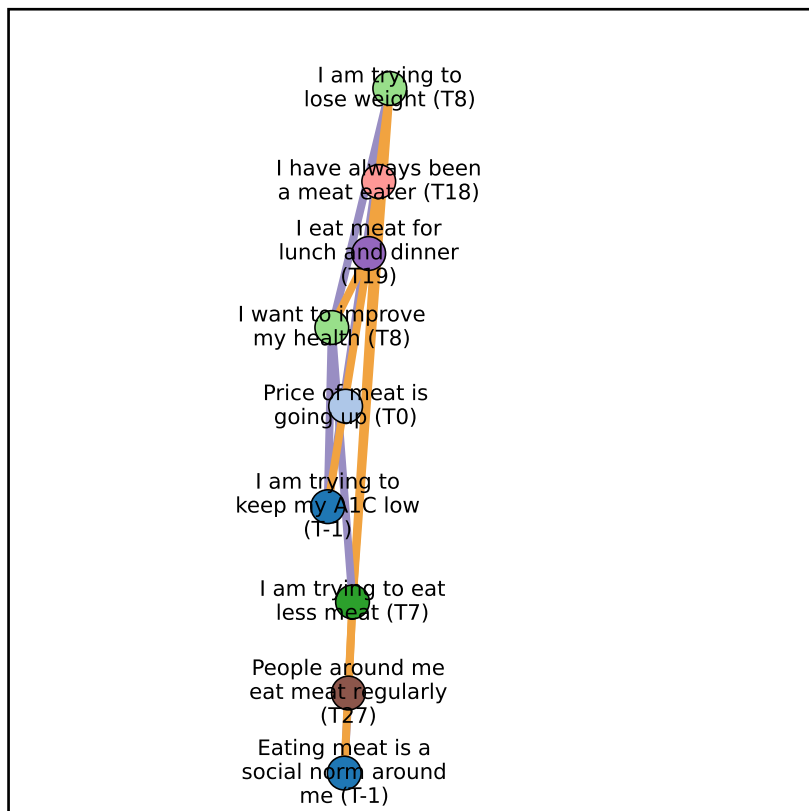 I am trying to
lose weight (T8)
I have always been
a meat eater (T18)
I eat meat for
lunch and dinner
(T19)
I want to improve
my health (T8)
Price of meat is
going up (T0)
I am trying to
keep my A1C low
(T-1)
I am trying to eat
less meat (T7)
People around me
eat meat regularly
(T27)
Eating meat is a
social norm around
me (T-1)